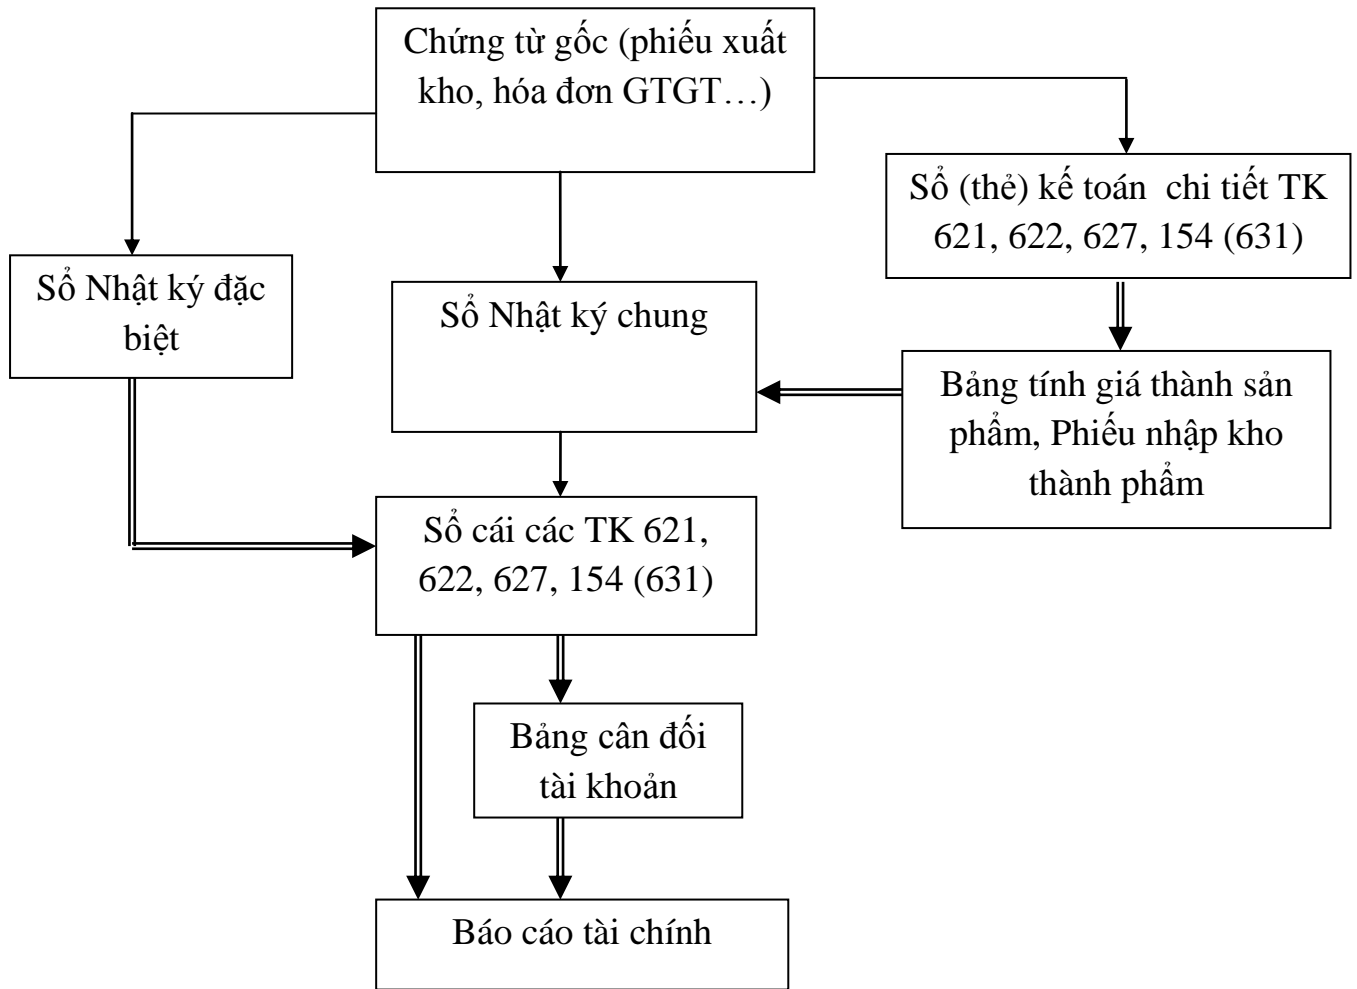 Chứng từ gốc (phiếu xuất
kho, hóa đơn GTGT…)
Sổ (thẻ) kế toán chi tiết TK
621, 622, 627, 154 (631)
Sổ Nhật ký đặc
biệt
Sổ Nhật ký chung
Bảng tính giá thành sản
phẩm, Phiếu nhập kho
thành phẩm
Sổ cái các TK 621,
622, 627, 154 (631)
Bảng cân đối
tài khoản
Báo cáo tài chính